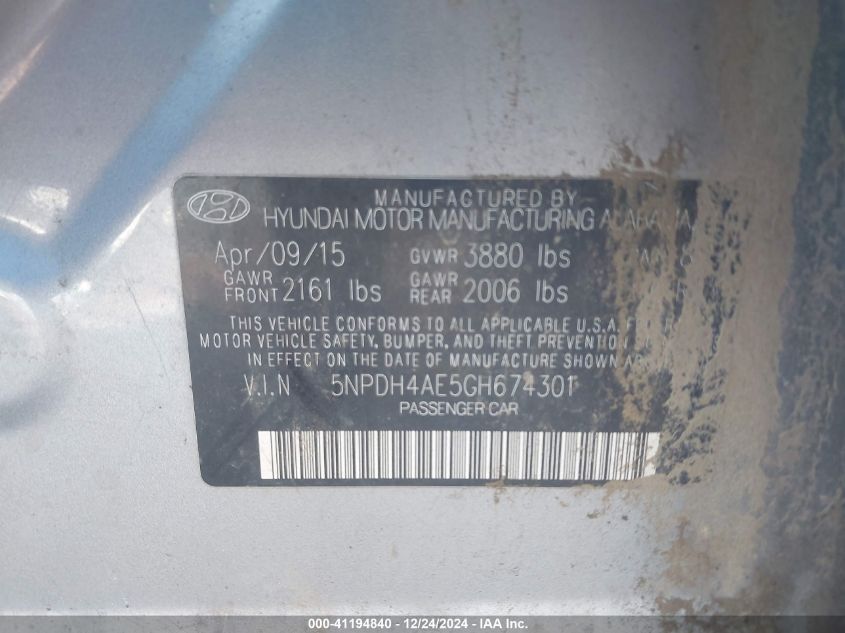 MANUFACTURED BY
HYUNDAI MOTOR MANUFACTURING ALABAMA
Apr/09/15 GVWR 3880 lbs
GAWR FRONT 2161 lbs GAWR REAR 2006 lbs
THIS VEHICLE CONFORMS TO ALL APPLICABLE U.S.A.
MOTOR VEHICLE SAFETY, BUMPER, AND THEFT PREVENTION
IN EFFECT ON THE DATE OF MANUFACTURE SHOWN
V.I.N 5NPDH4AE5GH674301
PASSENGER CAR
000-41194840 - 12/24/2024 - IAA Inc.